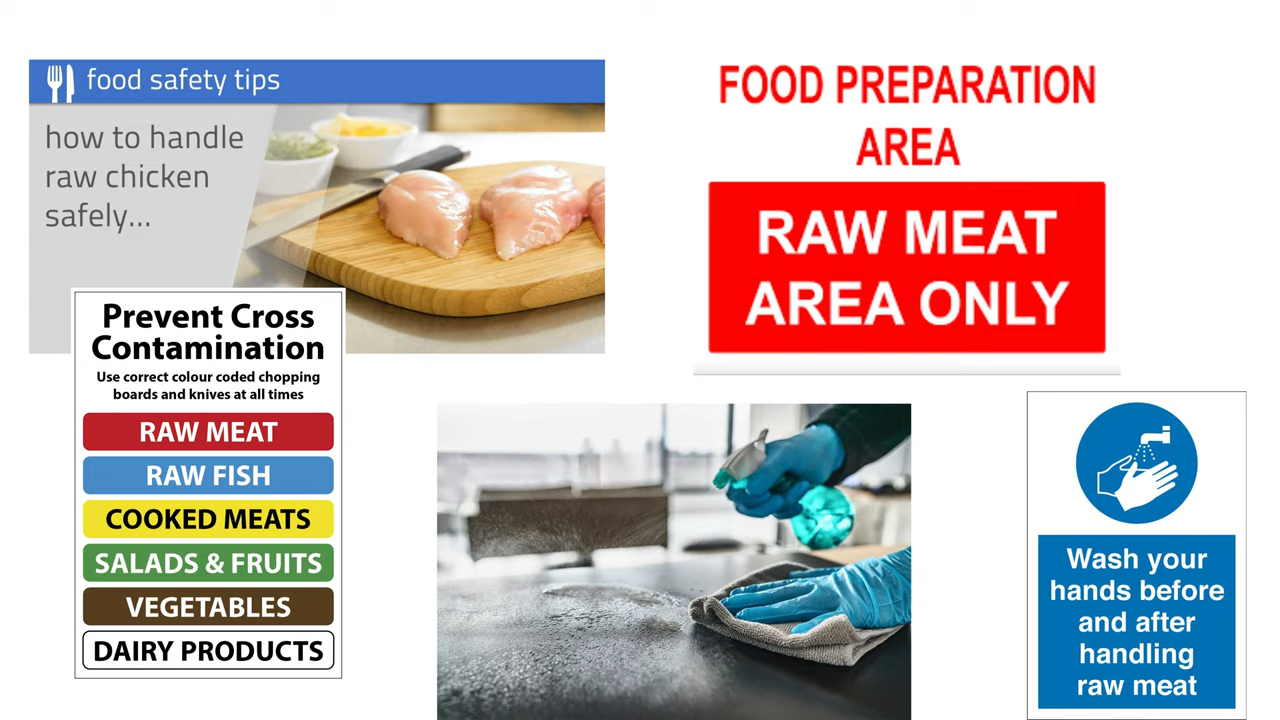 food safety tips
how to handle
raw chicken
safely...
FOOD PREPARATION
AREA
RAW MEAT
AREA ONLY
Prevent Cross
Contamination
Use correct colour coded chopping
boards and knives at all times
RAW MEAT
RAW FISH
COOKED MEATS
SALADS & FRUITS
VEGETABLES
DAIRY PRODUCTS
Wash your
hands before
and after
handling
raw meat